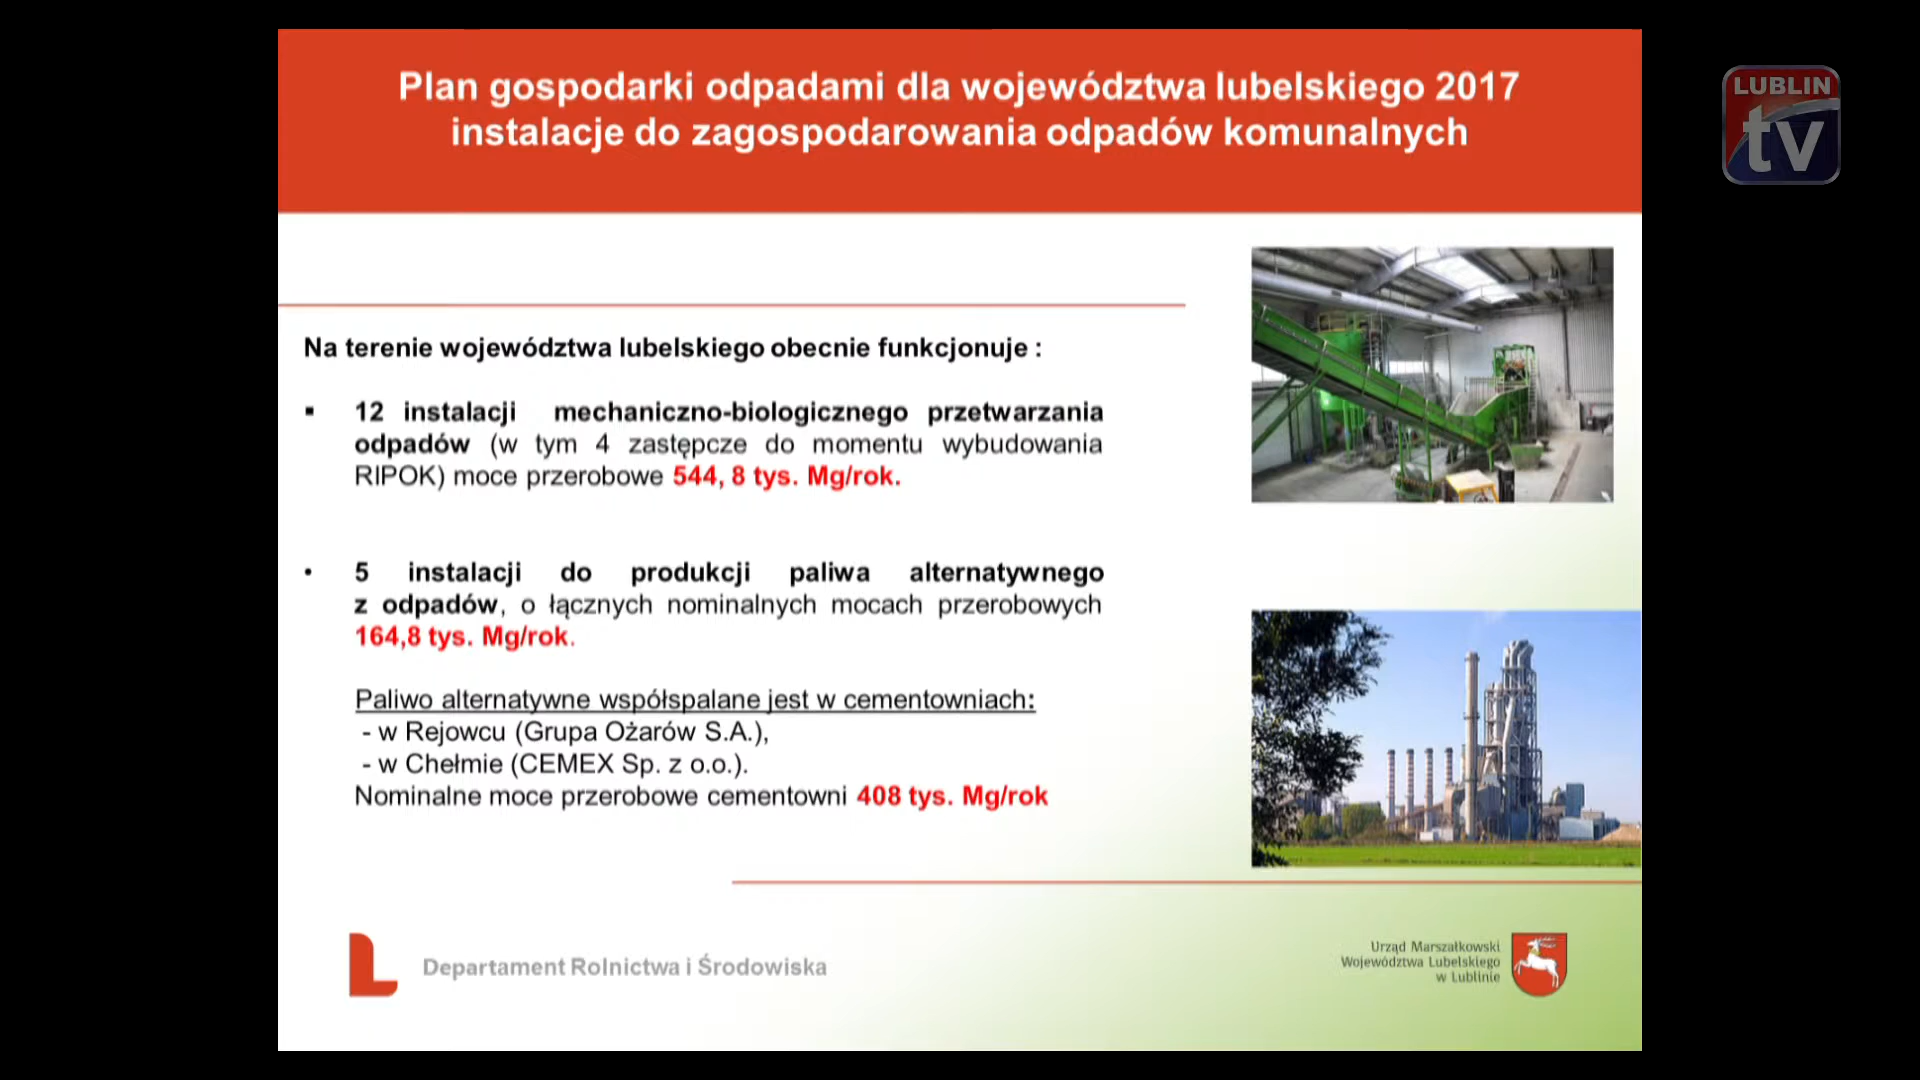 Plan gospodarki odpadami dla województwa lubelskiego 2017
instalacje do zagospodarowania odpadów komunalnych
LUBLIN
tv
Na terenie województwa lubelskiego obecnie funkcjonuje :
▪ 12 instalacji mechaniczno-biologicznego przetwarzania
odpadów (w tym 4 zastępcze do momentu wybudowania
RIPOK) moce przerobowe 544, 8 tys. Mg/rok.
• 5 instalacji do produkcji paliwa alternatywnego
z odpadów, o łącznych nominalnych mocach przerobowych
164,8 tys. Mg/rok.
Paliwo alternatywne współspalane jest w cementowniach:
- w Rejowcu (Grupa Ożarów S.A.),
- w Chełmie (CEMEX Sp. z o.o.).
Nominalne moce przerobowe cementowni 408 tys. Mg/rok
Departament Rolnictwa i Środowiska
Urząd Marszałkowski
Województwa Lubelskiego
w Lublinie